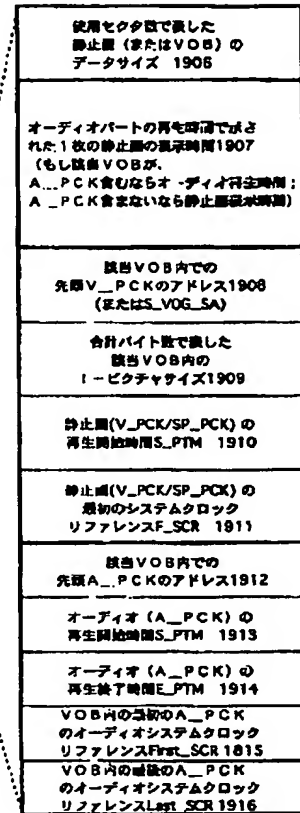 使用セクタ数で表した
静止画（またはVOB）の
データサイズ 1906
オーディオパートの再生時間で示さ
れた1枚の静止画の表示時間1907
（もし該当VOBが、
A__PCK含むならオーディオ再生時間；
A__PCK含まないなら静止画表示時間）
該当VOB内での
先頭V__PCKのアドレス1908
（またはS_VOG_SA）
合計バイト数で表した
該当VOB内の
I－ピクチャサイズ1909
静止画(V_PCK/SP_PCK)の
再生開始時間S_PTM 1910
静止画(V_PCK/SP_PCK)の
最初のシステムクロック
リファレンスF_SCR 1911
該当VOB内での
先頭A__PCKのアドレス1912
オーディオ（A__PCK）の
再生開始時間S_PTM 1913
オーディオ（A__PCK）の
再生終了時間E_PTM 1914
VOB内の最初のA__PCK
のオーディオシステムクロック
リファレンスFirst_SCR 1815
VOB内の最後のA__PCK
のオーディオシステムクロック
リファレンスLast_SCR 1916